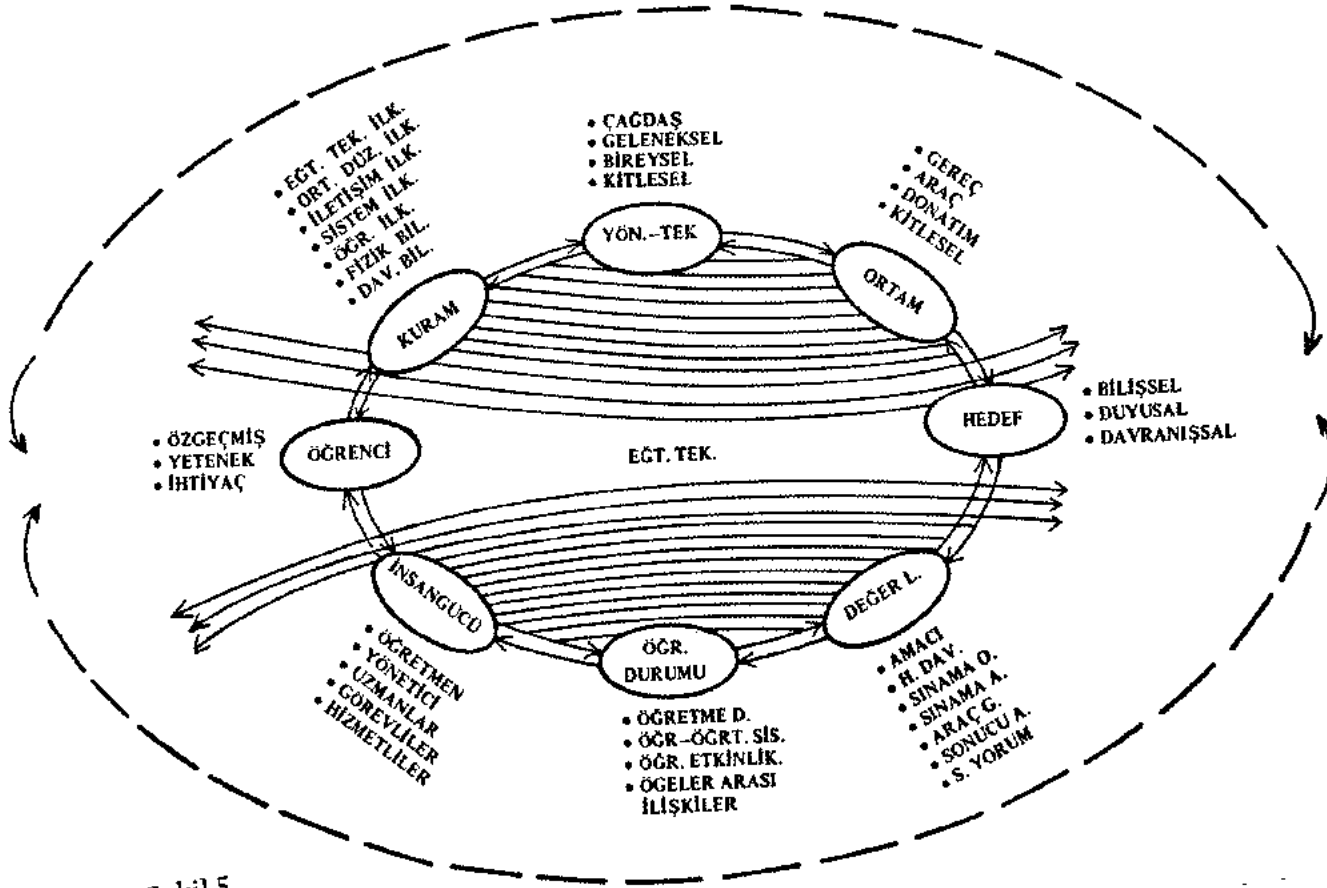 • ÇAĞDAŞ
• GELENEKSEL
• BİREYSEL
• KİTLESEL
YÖN.–TEK
• EĞT. TEK. İLK.
• ORT. DÜZ. İLK.
• İLETİŞİM İLK.
• SİSTEM İLK.
• ÖĞR. İLK.
• FİZİK BİL.
• DAV. BİL.
KURAM
• GEREÇ
• ARAÇ
• DONATIM
• KİTLESEL
ORTAM
HEDEF
• BİLİŞSEL
• DUYUSAL
• DAVRANIŞSAL
• ÖZGEÇMİŞ
• YETENEK
• İHTİYAÇ
ÖĞRENCİ
EĞT. TEK.
İNSANGÜCÜ
• ÖĞRETMEN
• YÖNETİCİ
• UZMANLAR
• GÖREVLİLER
• HİZMETLİLER
ÖĞR.
DURUMU
• ÖĞRETME D.
• ÖĞR–ÖĞRT. SİS.
• ÖĞR. ETKİNLİK.
• ÖGELER ARASI
İLİŞKİLER
DEĞER L.
• AMACI
• H. DAV.
• SINAMA O.
• SINAMA A.
• ARAÇ G.
• SONUCU A.
• S. YORUM